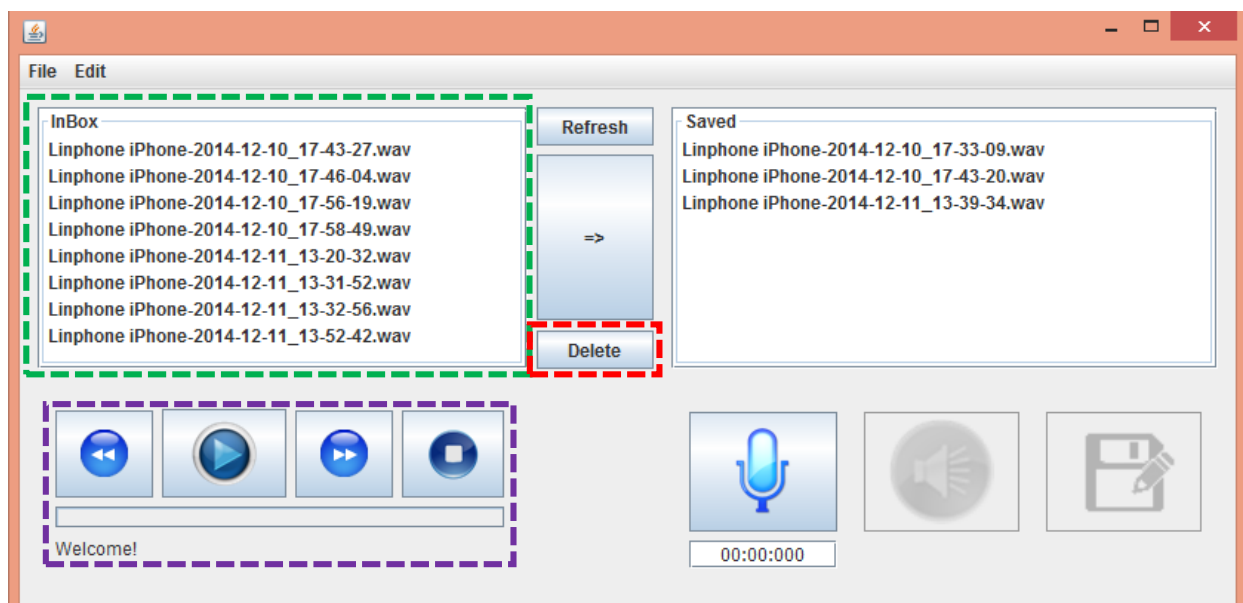 File Edit
InBox
Linphone iPhone-2014-12-10_17-43-27.wav
Linphone iPhone-2014-12-10_17-46-04.wav
Linphone iPhone-2014-12-10_17-56-19.wav
Linphone iPhone-2014-12-10_17-58-49.wav
Linphone iPhone-2014-12-11_13-20-32.wav
Linphone iPhone-2014-12-11_13-31-52.wav
Linphone iPhone-2014-12-11_13-32-56.wav
Linphone iPhone-2014-12-11_13-52-42.wav
Refresh
=>
Delete
Saved
Linphone iPhone-2014-12-10_17-33-09.wav
Linphone iPhone-2014-12-10_17-43-20.wav
Linphone iPhone-2014-12-11_13-39-34.wav
Welcome!
00:00:000